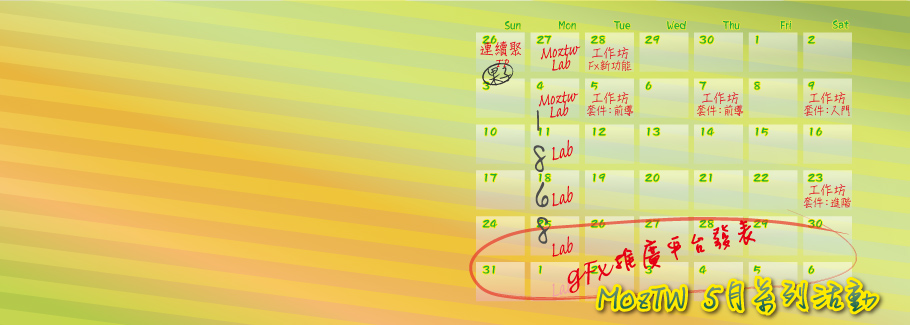 Sun Mon Tue Wed Thu Fri Sat
26 27 28 29 30 1 2
連續聚
累
Moztw
Lab
工作坊
Fx新功能
3 4 5 6 7 8 9
Moztw
Lab
工作坊
套件:前導
工作坊
套件:前導
工作坊
套件:入門
10 11 12 13 14 15 16
Lab
17 18 19 20 21 22 23
Lab
工作坊
套件:進階
24 25 26 27 28 29 30
Lab
31 1 2 3 4 5 6
Lab
1
8
6
8
gFx推廣平台發表
MozTW 5月系列活動